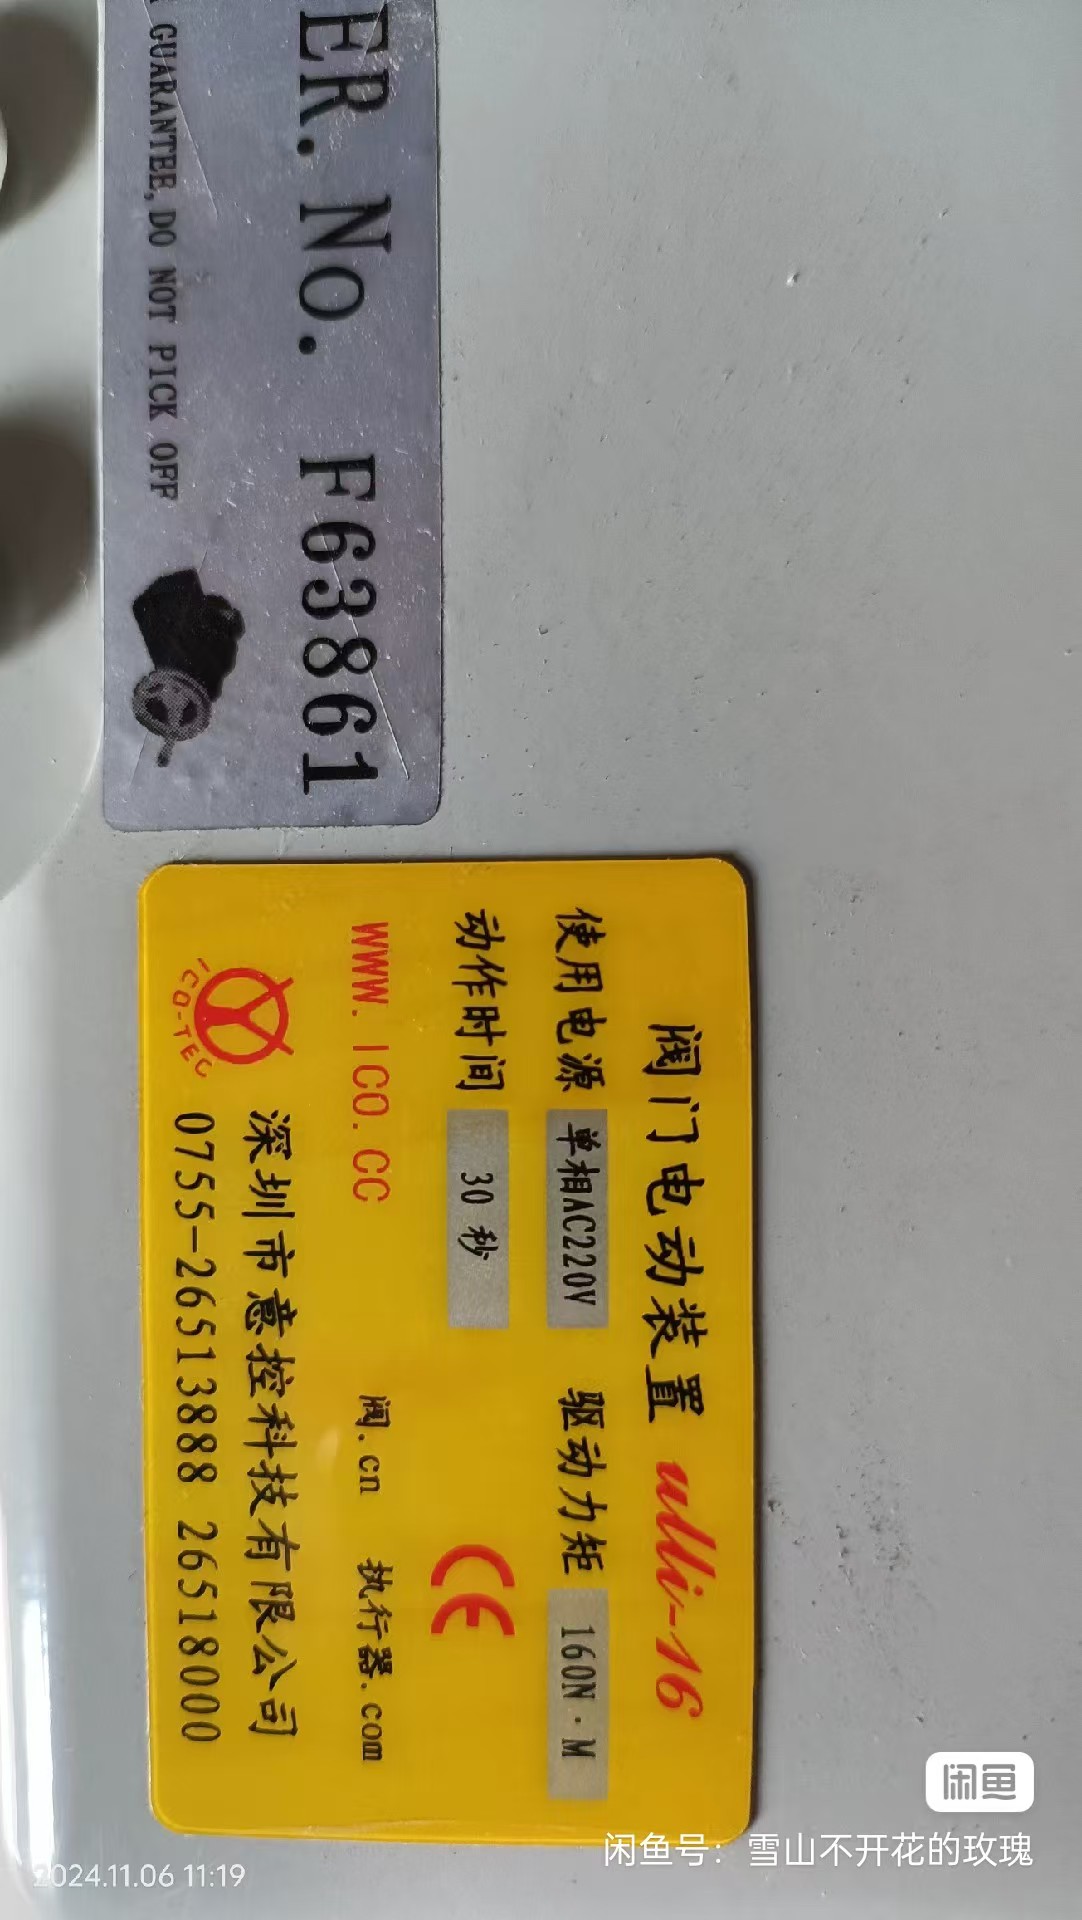 ER. No. F63861
GUARANTEE, DO NOT PICK OFF
阀门电动装置 ulli-16
使用电源 单相AC220V 驱动力矩 160N·M
动作时间 30 秒
CE
WWW.ICO.CC 阀.cn 执行器.com
ICO-TEC
深圳市意控科技有限公司
0755-26513888 26518000
闲鱼
闲鱼号：雪山不开花的玫瑰
2024.11.06 11:19